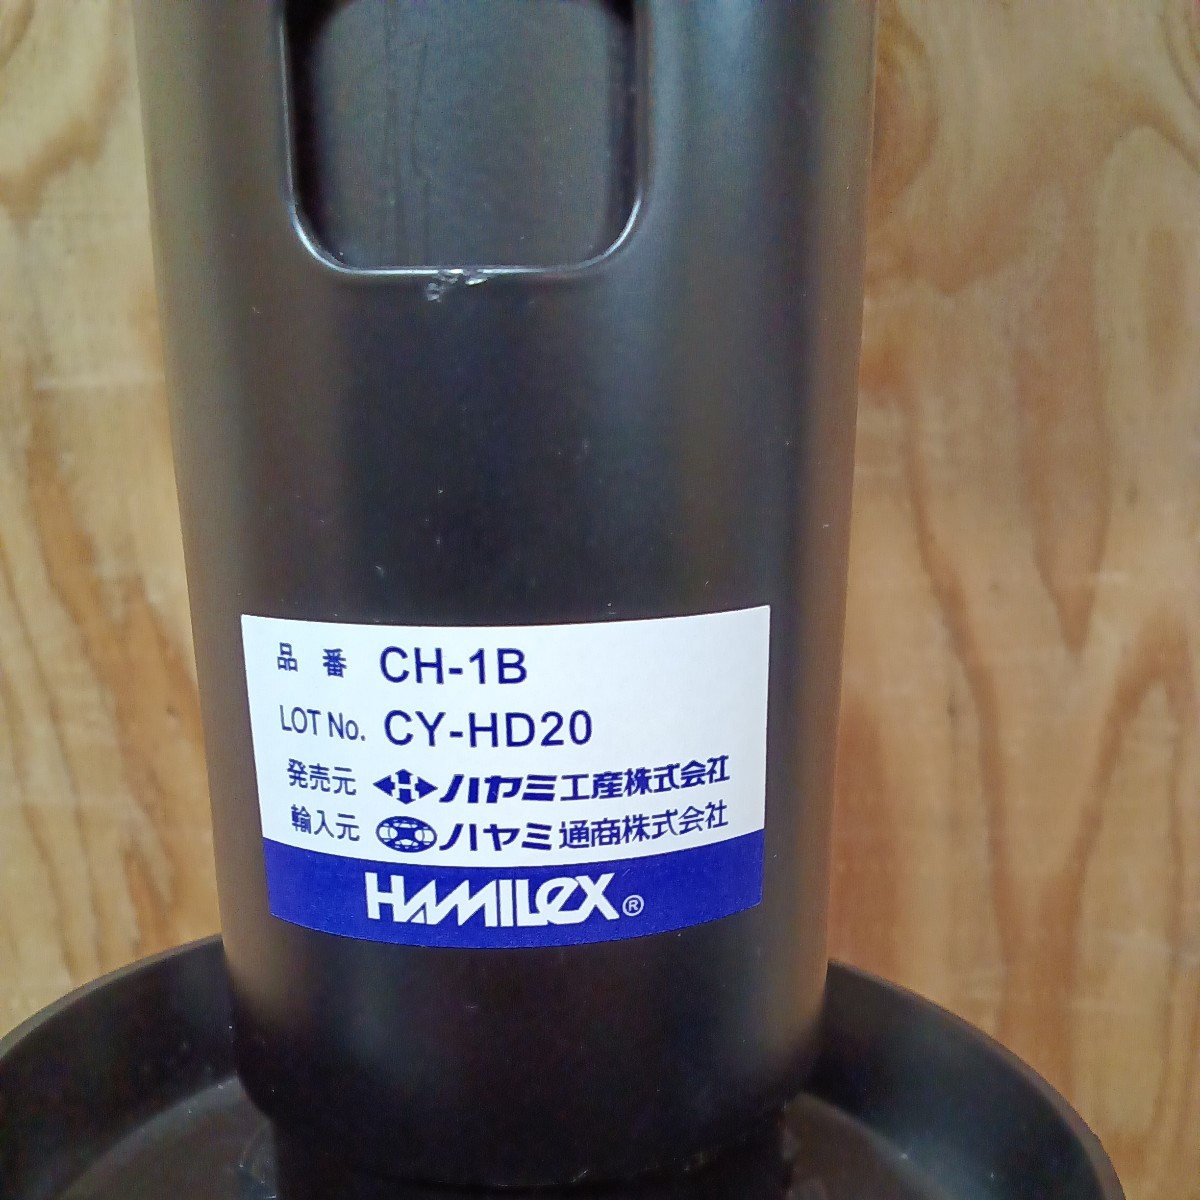 品番 CH-1B
LOT No. CY-HD20
発売元 H ハヤミ工産株式会社
輸入元 ハヤミ通商株式会社
HAMILeX®